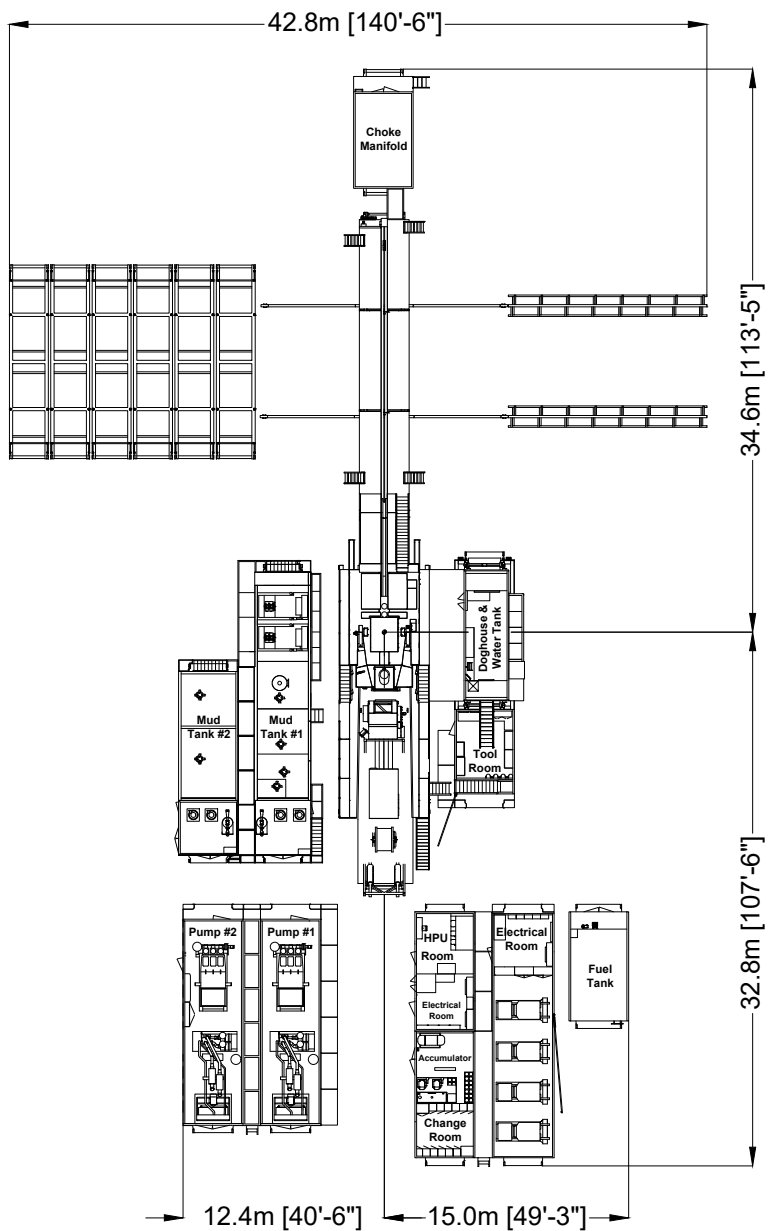 42.8m [140'-6"]
Choke
Manifold
34.6m [113'-5"]
Doghouse &
Water Tank
Mud
Tank #2
Mud
Tank #1
Tool
Room
Pump #2
Pump #1
HPU
Room
Electrical
Room
Fuel
Tank
Electrical
Room
Accumulator
Change
Room
32.8m [107'-6"]
12.4m [40'-6"]
15.0m [49'-3"]